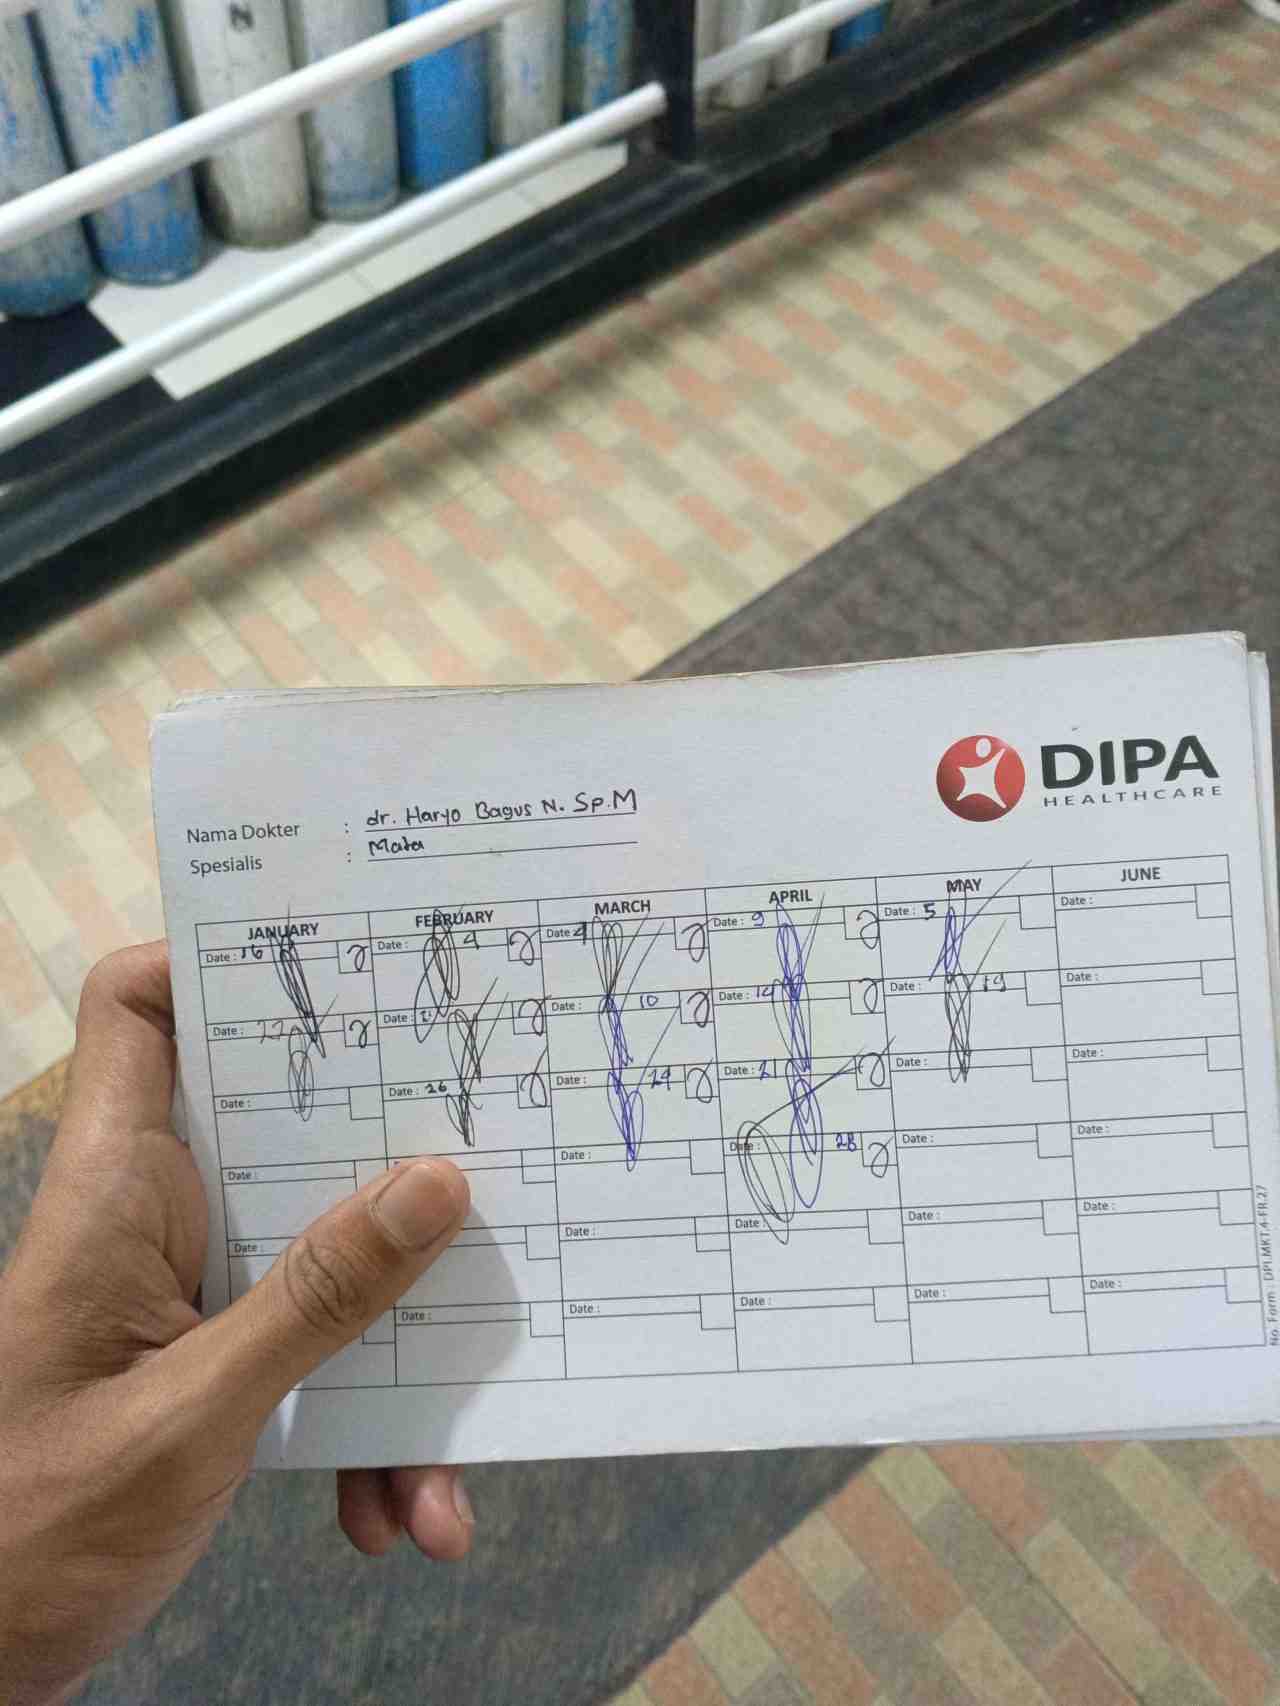 N
DIPA
HEALTHCARE
Nama Dokter : dr. Haryo Bagus N. Sp.M
Spesialis : Mata
JANUARY FEBRUARY MARCH APRIL MAY JUNE
Date : 16 Date : 4 Date : 4 Date : 9 Date : 5 Date :
Date : 22 Date : Date : 10 Date : 14 Date : 19 Date :
Date : Date : 26 Date : 24 Date : 21 Date : Date :
Date : Date : Date : 28 Date : Date :
Date : Date : Date : Date : Date :
Date : Date : Date : Date : Date :
No. Form : DPI.MKT.4-FR.27